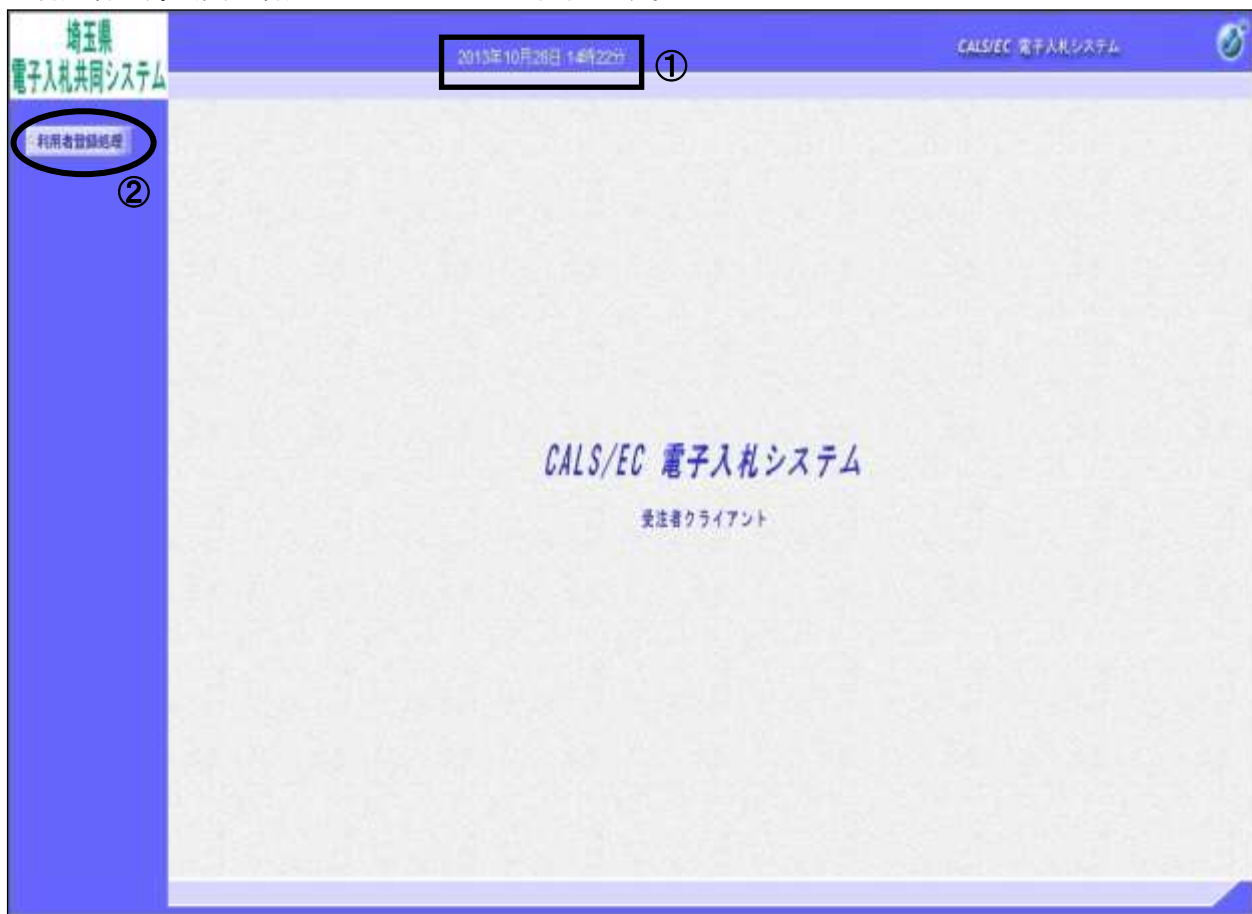 埼玉県
電子入札共同システム
2013年10月28日 14時22分
①
CALS/EC 電子入札システム
利用者登録処理
②
CALS/EC 電子入札システム
受注者クライアント